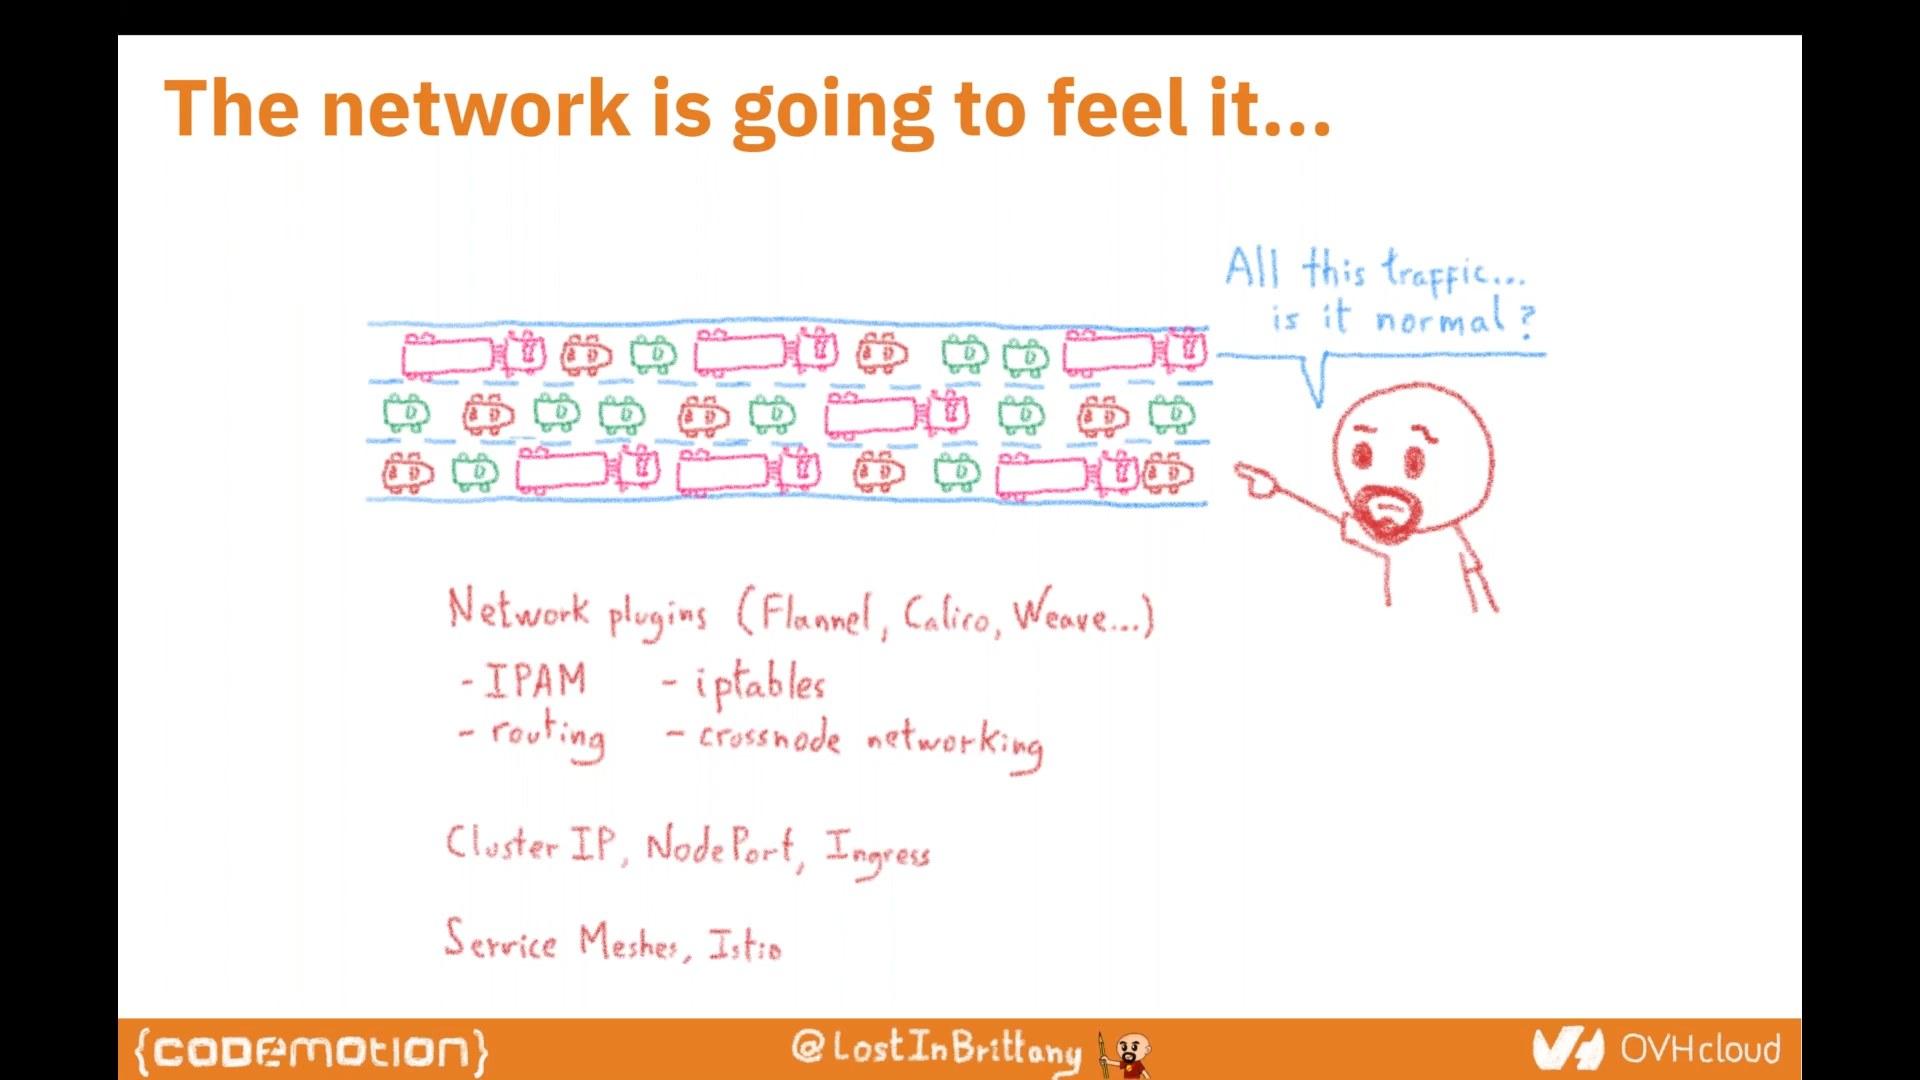 The network is going to feel it...
All this traffic...
is it normal?
Network plugins (Flannel, Calico, Weave...)
- IPAM - iptables
- routing - crossnode networking
Cluster IP, NodePort, Ingress
Service Meshes, Istio
{CODEMOTION} @LostInBrittany OVHcloud